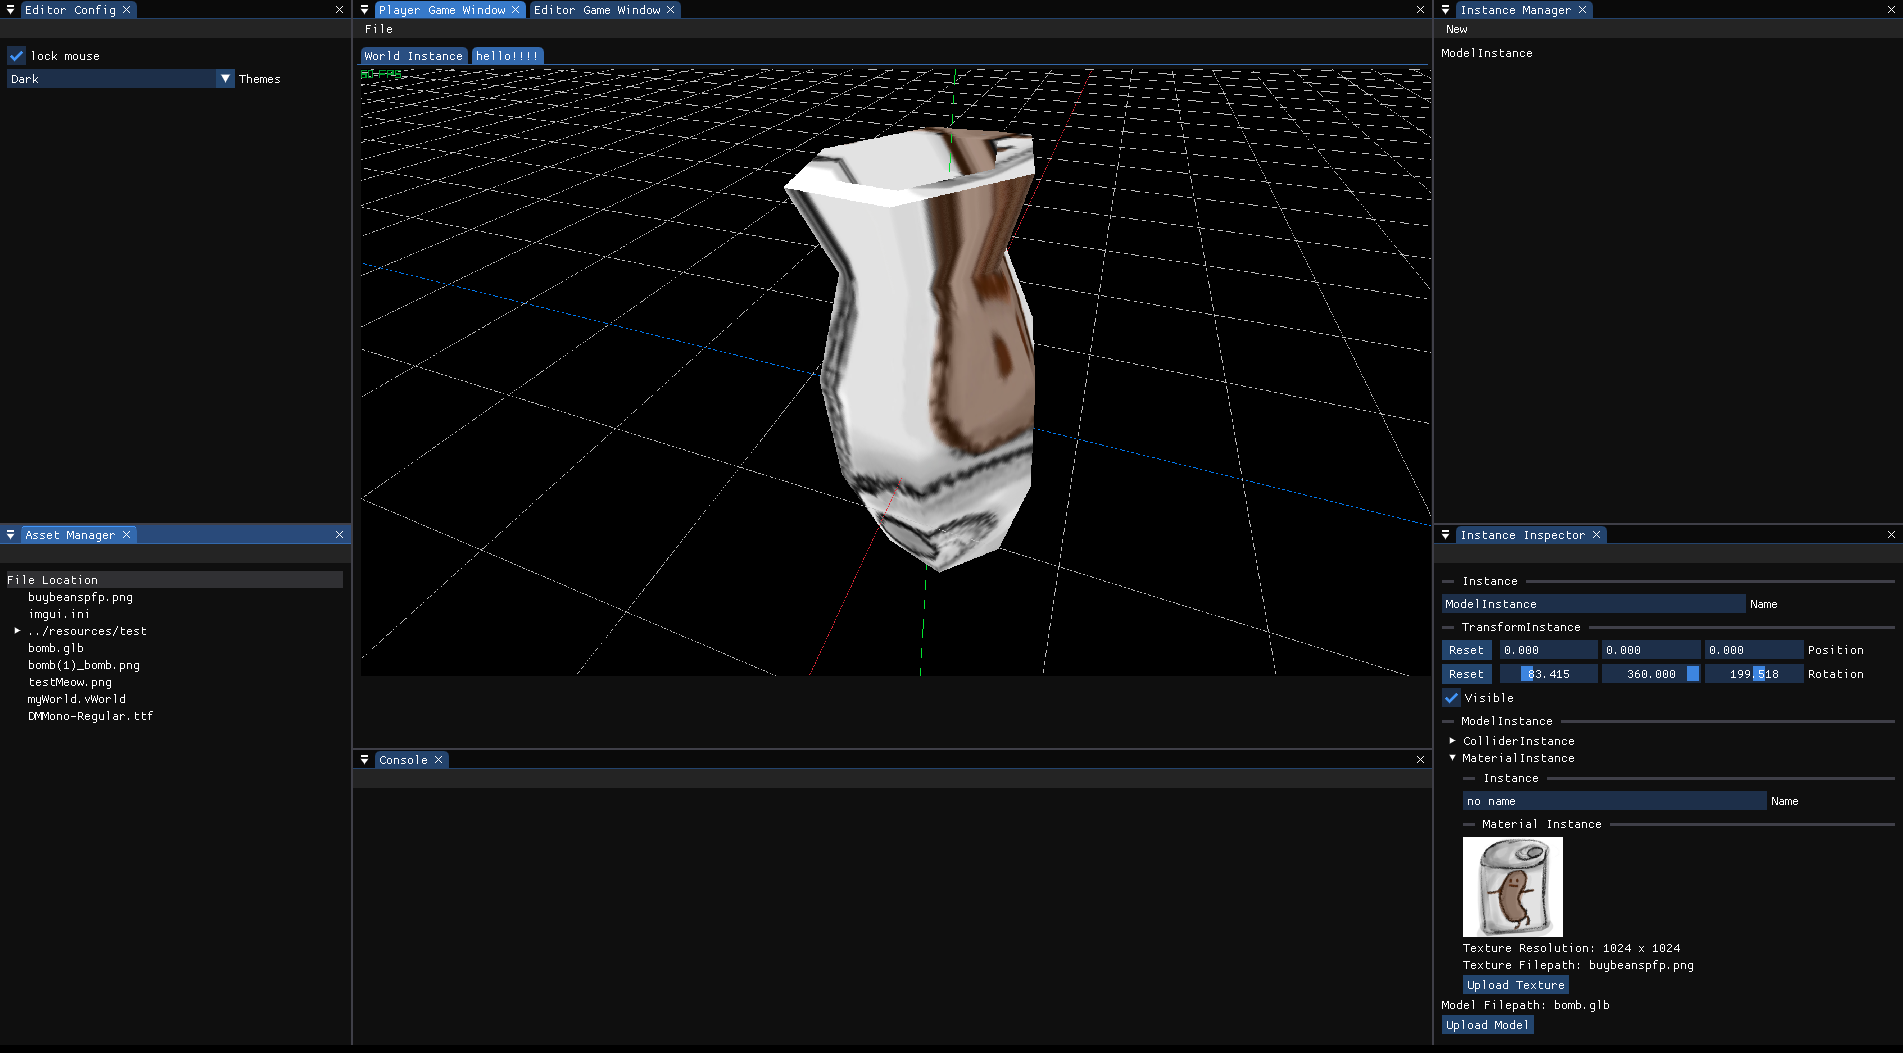 Editor Config
lock mouse
Dark Themes
Asset Manager
File Location
buybeanspfp.png
imgui.ini
../resources/test
bomb.glb
bomb(1)_bomb.png
testMeow.png
myWorld.vWorld
DMMono-Regular.ttf
Player Game Window Editor Game Window
File
World Instance hello!!!!
Console
Instance Manager
New
ModelInstance
Instance Inspector
Instance
ModelInstance Name
TransformInstance
Reset 0.000 0.000 0.000 Position
Reset 83.415 360.000 199.518 Rotation
Visible
ModelInstance
ColliderInstance
MaterialInstance
Instance
no name Name
Material Instance
Texture Resolution: 1024 x 1024
Texture Filepath: buybeanspfp.png
Upload Texture
Model Filepath: bomb.glb
Upload Model